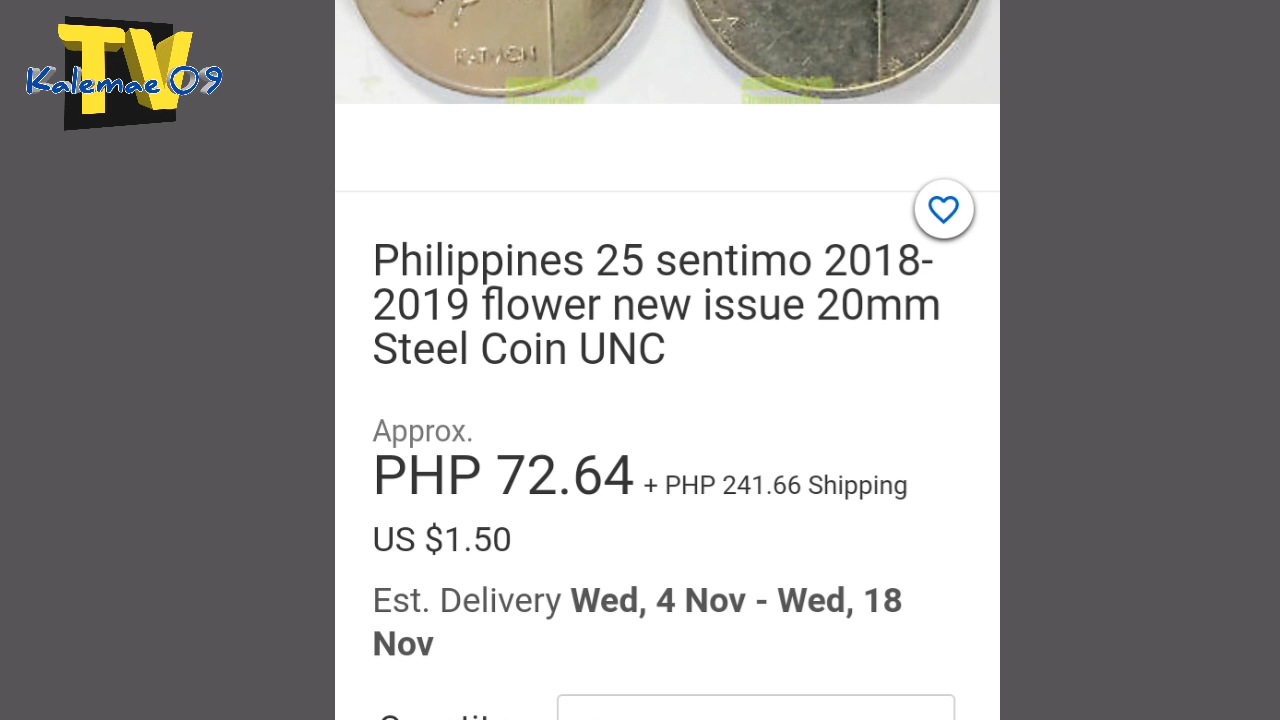 TV
Kalemae 09
Philippines 25 sentimo 2018-
2019 flower new issue 20mm
Steel Coin UNC
Approx.
PHP 72.64 + PHP 241.66 Shipping
US $1.50
Est. Delivery Wed, 4 Nov - Wed, 18
Nov